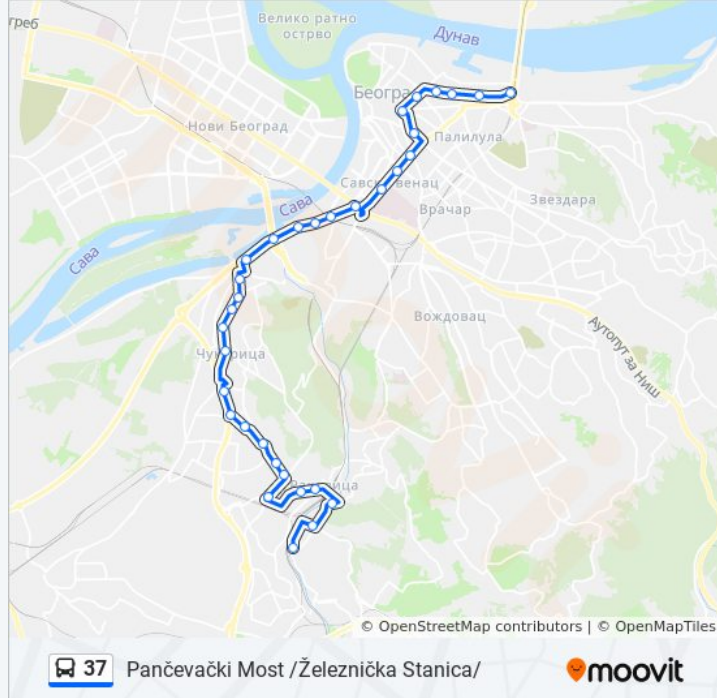 греб
Велико ратно
острво
Дунав
Београд
Нови Београд
Палилула
Савски венац
Звездара
Сава
Врачар
Сава
Вождовац
Аутопут за Ниш
Чукарица
© OpenStreetMap contributors | © OpenMapTiles
37 Pančevački Most /Železnička Stanica/
moovit